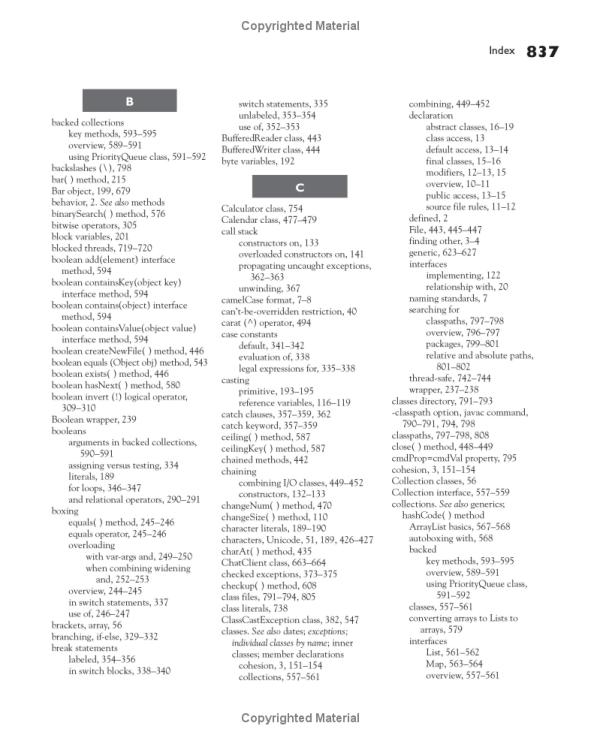 Copyrighted Material
Index 837
B
backed collections
key methods, 593–595
overview, 589–591
using PriorityQueue class, 591–592
backslashes (\), 798
bar( ) method, 215
Bar object, 199, 679
behavior, 2. See also methods
binarySearch( ) method, 576
bitwise operators, 305
block variables, 201
blocked threads, 719–720
boolean add(element) interface
method, 594
boolean containsKey(object key)
interface method, 594
boolean contains(object) interface
method, 594
boolean containsValue(object value)
interface method, 594
boolean createNewFile( ) method, 446
boolean equals (Object obj) method, 543
boolean exists( ) method, 446
boolean hasNext( ) method, 580
boolean invert (!) logical operator,
309–310
Boolean wrapper, 239
booleans
arguments in backed collections,
590–591
assigning versus testing, 334
literals, 189
for loops, 346–347
and relational operators, 290–291
boxing
equals( ) method, 245–246
equals operator, 245–246
overloading
with var-args and, 249–250
when combining widening
and, 252–253
overview, 244–245
in switch statements, 337
use of, 246–247
brackets, array, 56
branching, if-else, 329–332
break statements
labeled, 354–356
in switch blocks, 338–340
switch statements, 335
unlabeled, 353–354
use of, 352–353
BufferedReader class, 443
BufferedWriter class, 444
byte variables, 192
C
Calculator class, 754
Calendar class, 477–479
call stack
constructors on, 133
overloaded constructors on, 141
propagating uncaught exceptions,
362–363
unwinding, 367
camelCase format, 7–8
can't-be-overridden restriction, 40
carat (^) operator, 494
case constants
default, 341–342
evaluation of, 338
legal expressions for, 335–338
casting
primitive, 193–195
reference variables, 116–119
catch clauses, 357–359, 362
catch keyword, 357–359
ceiling( ) method, 587
ceilingKey( ) method, 587
chained methods, 442
chaining
combining I/O classes, 449–452
constructors, 132–133
changeNum( ) method, 470
changeSize( ) method, 110
character literals, 189–190
characters, Unicode, 51, 189, 426–427
charAt( ) method, 435
ChatClient class, 663–664
checked exceptions, 373–375
checkup( ) method, 608
class files, 791–794, 805
class literals, 738
ClassCastException class, 382, 547
classes. See also dates; exceptions;
individual classes by name; inner
classes; member declarations
cohesion, 3, 151–154
collections, 557–561
combining, 449–452
declaration
abstract classes, 16–19
class access, 13
default access, 13–14
final classes, 15–16
modifiers, 12–13, 15
overview, 10–11
public access, 13–15
source file rules, 11–12
defined, 2
File, 443, 445–447
finding other, 3–4
generic, 623–627
interfaces
implementing, 122
relationship with, 20
naming standards, 7
searching for
classpaths, 797–798
overview, 796–797
packages, 799–801
relative and absolute paths,
801–802
thread-safe, 742–744
wrapper, 237–238
classes directory, 791–793
-classpath option, javac command,
790–791, 794, 798
classpaths, 797–798, 808
close( ) method, 448–449
cmdProp=cmdVal property, 795
cohesion, 3, 151–154
Collection classes, 56
Collection interface, 557–559
collections. See also generics;
hashCode( ) method
ArrayList basics, 567–568
autoboxing with, 568
backed
key methods, 593–595
overview, 589–591
using PriorityQueue class,
591–592
classes, 557–561
converting arrays to Lists to
arrays, 579
interfaces
List, 561–562
Map, 563–564
overview, 557–561
Copyrighted Material